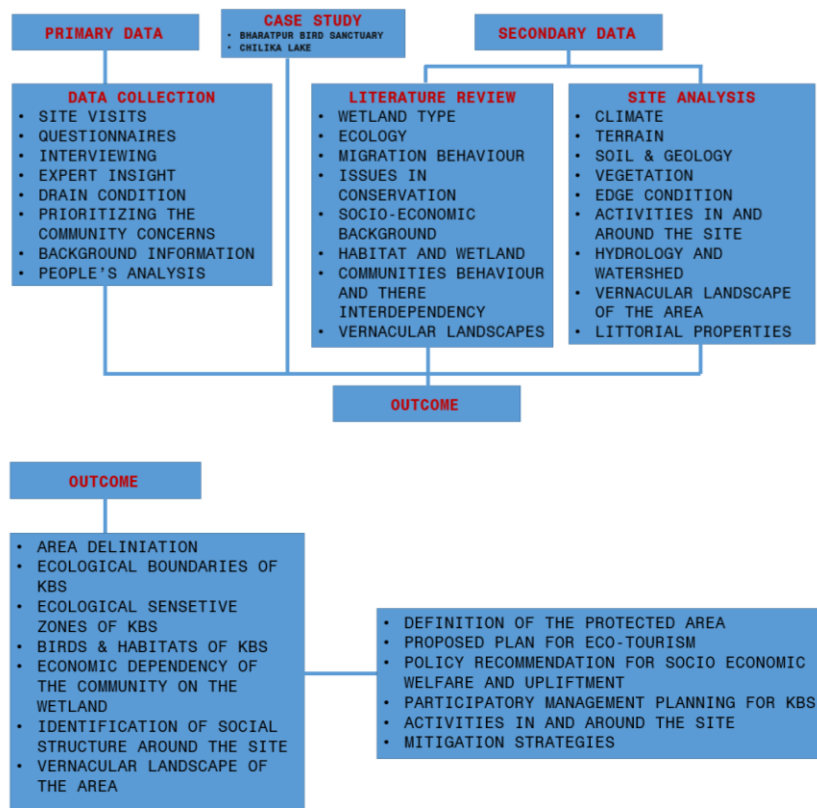 PRIMARY DATA
CASE STUDY
• BHARATPUR BIRD SANCTUARY
• CHILIKA LAKE
SECONDARY DATA
DATA COLLECTION
• SITE VISITS
• QUESTIONNAIRES
• INTERVIEWING
• EXPERT INSIGHT
• DRAIN CONDITION
• PRIORITIZING THE
COMMUNITY CONCERNS
• BACKGROUND INFORMATION
• PEOPLE'S ANALYSIS
LITERATURE REVIEW
• WETLAND TYPE
• ECOLOGY
• MIGRATION BEHAVIOUR
• ISSUES IN
CONSERVATION
• SOCIO-ECONOMIC
BACKGROUND
• HABITAT AND WETLAND
• COMMUNITIES BEHAVIOUR
AND THERE
INTERDEPENDENCY
• VERNACULAR LANDSCAPES
SITE ANALYSIS
• CLIMATE
• TERRAIN
• SOIL & GEOLOGY
• VEGETATION
• EDGE CONDITION
• ACTIVITIES IN AND
AROUND THE SITE
• HYDROLOGY AND
WATERSHED
• VERNACULAR LANDSCAPE
OF THE AREA
• LITTORIAL PROPERTIES
OUTCOME
OUTCOME
• AREA DELINIATION
• ECOLOGICAL BOUNDARIES OF
KBS
• ECOLOGICAL SENSETIVE
ZONES OF KBS
• BIRDS & HABITATS OF KBS
• ECONOMIC DEPENDENCY OF
THE COMMUNITY ON THE
WETLAND
• IDENTIFICATION OF SOCIAL
STRUCTURE AROUND THE SITE
• VERNACULAR LANDSCAPE OF
THE AREA
• DEFINITION OF THE PROTECTED AREA
• PROPOSED PLAN FOR ECO-TOURISM
• POLICY RECOMMENDATION FOR SOCIO ECONOMIC
WELFARE AND UPLIFTMENT
• PARTICIPATORY MANAGEMENT PLANNING FOR KBS
• ACTIVITIES IN AND AROUND THE SITE
• MITIGATION STRATEGIES